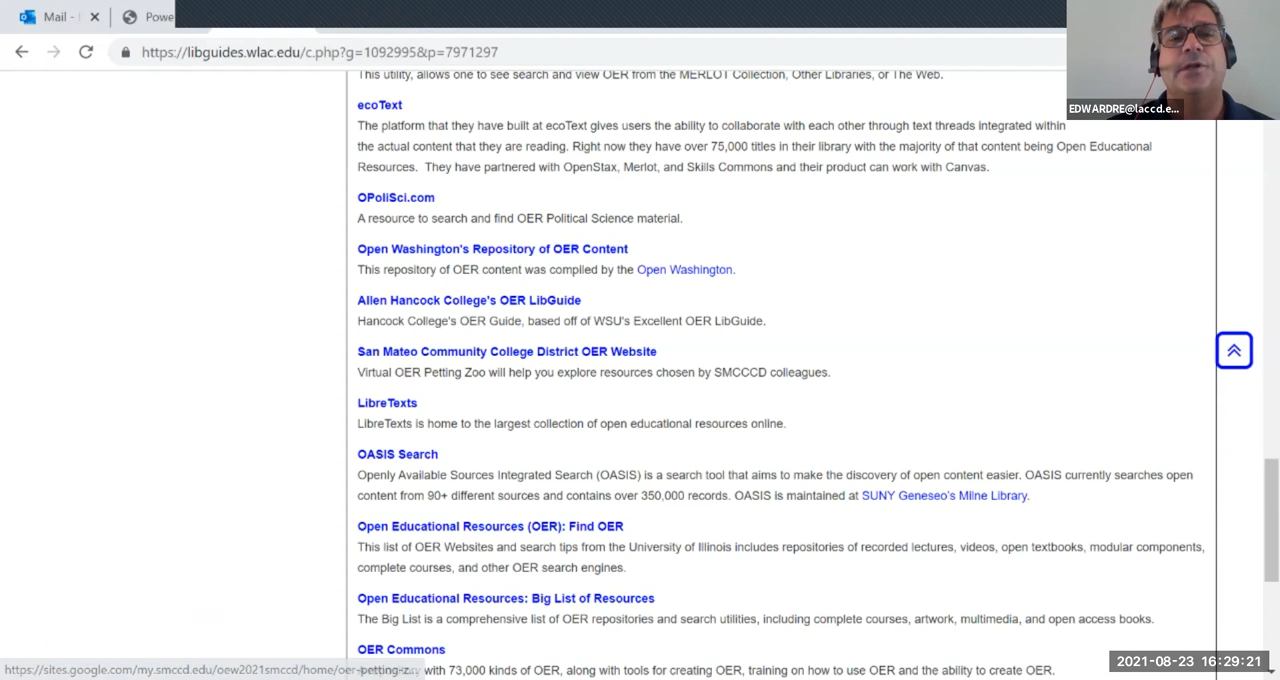 Mail -
Powe
https://libguides.wlac.edu/c.php?g=1092995&p=7971297
EDWARDRE@laccd.e...
This utility, allows one to see search and view OER from the MERLOT Collection, Other Libraries, or The Web.
ecoText
The platform that they have built at ecoText gives users the ability to collaborate with each other through text threads integrated within
the actual content that they are reading. Right now they have over 75,000 titles in their library with the majority of that content being Open Educational
Resources. They have partnered with OpenStax, Merlot, and Skills Commons and their product can work with Canvas.
OPoliSci.com
A resource to search and find OER Political Science material.
Open Washington's Repository of OER Content
This repository of OER content was complied by the Open Washington.
Allen Hancock College's OER LibGuide
Hancock College's OER Guide, based off of WSU's Excellent OER LibGuide.
San Mateo Community College District OER Website
Virtual OER Petting Zoo will help you explore resources chosen by SMCCCD colleagues.
LibreTexts
LibreTexts is home to the largest collection of open educational resources online.
OASIS Search
Openly Available Sources Integrated Search (OASIS) is a search tool that aims to make the discovery of open content easier. OASIS currently searches open
content from 90+ different sources and contains over 350,000 records. OASIS is maintained at SUNY Geneseo's Milne Library.
Open Educational Resources (OER): Find OER
This list of OER Websites and search tips from the University of Illinois includes repositories of recorded lectures, videos, open textbooks, modular components,
complete courses, and other OER search engines.
Open Educational Resources: Big List of Resources
The Big List is a comprehensive list of OER repositories and search utilities, including complete courses, artwork, multimedia, and open access books.
OER Commons
with 73,000 kinds of OER, along with tools for creating OER, training on how to use OER and the ability to create OER.
https://sites.google.com/my.smccd.edu/oew2021smccd/home/oer-petting-z...
2021-08-23 16:29:21